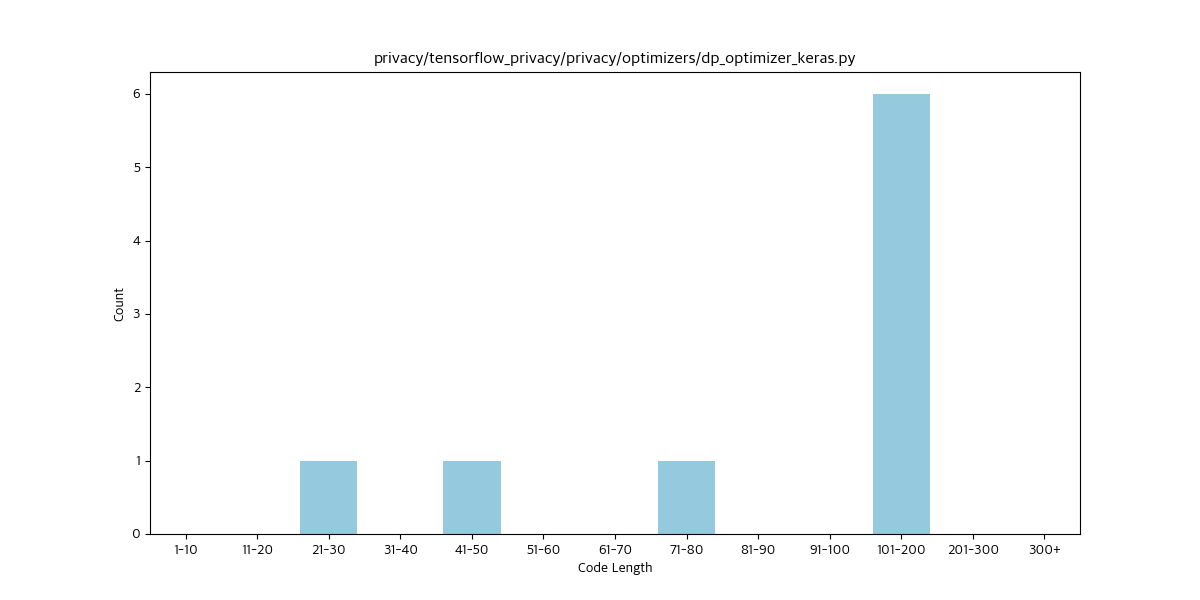 privacy/tensorflow_privacy/privacy/optimizers/dp_optimizer_keras.py
6
5
4
3
2
1
0
Count
1-10 11-20 21-30 31-40 41-50 51-60 61-70 71-80 81-90 91-100 101-200 201-300 300+
Code Length